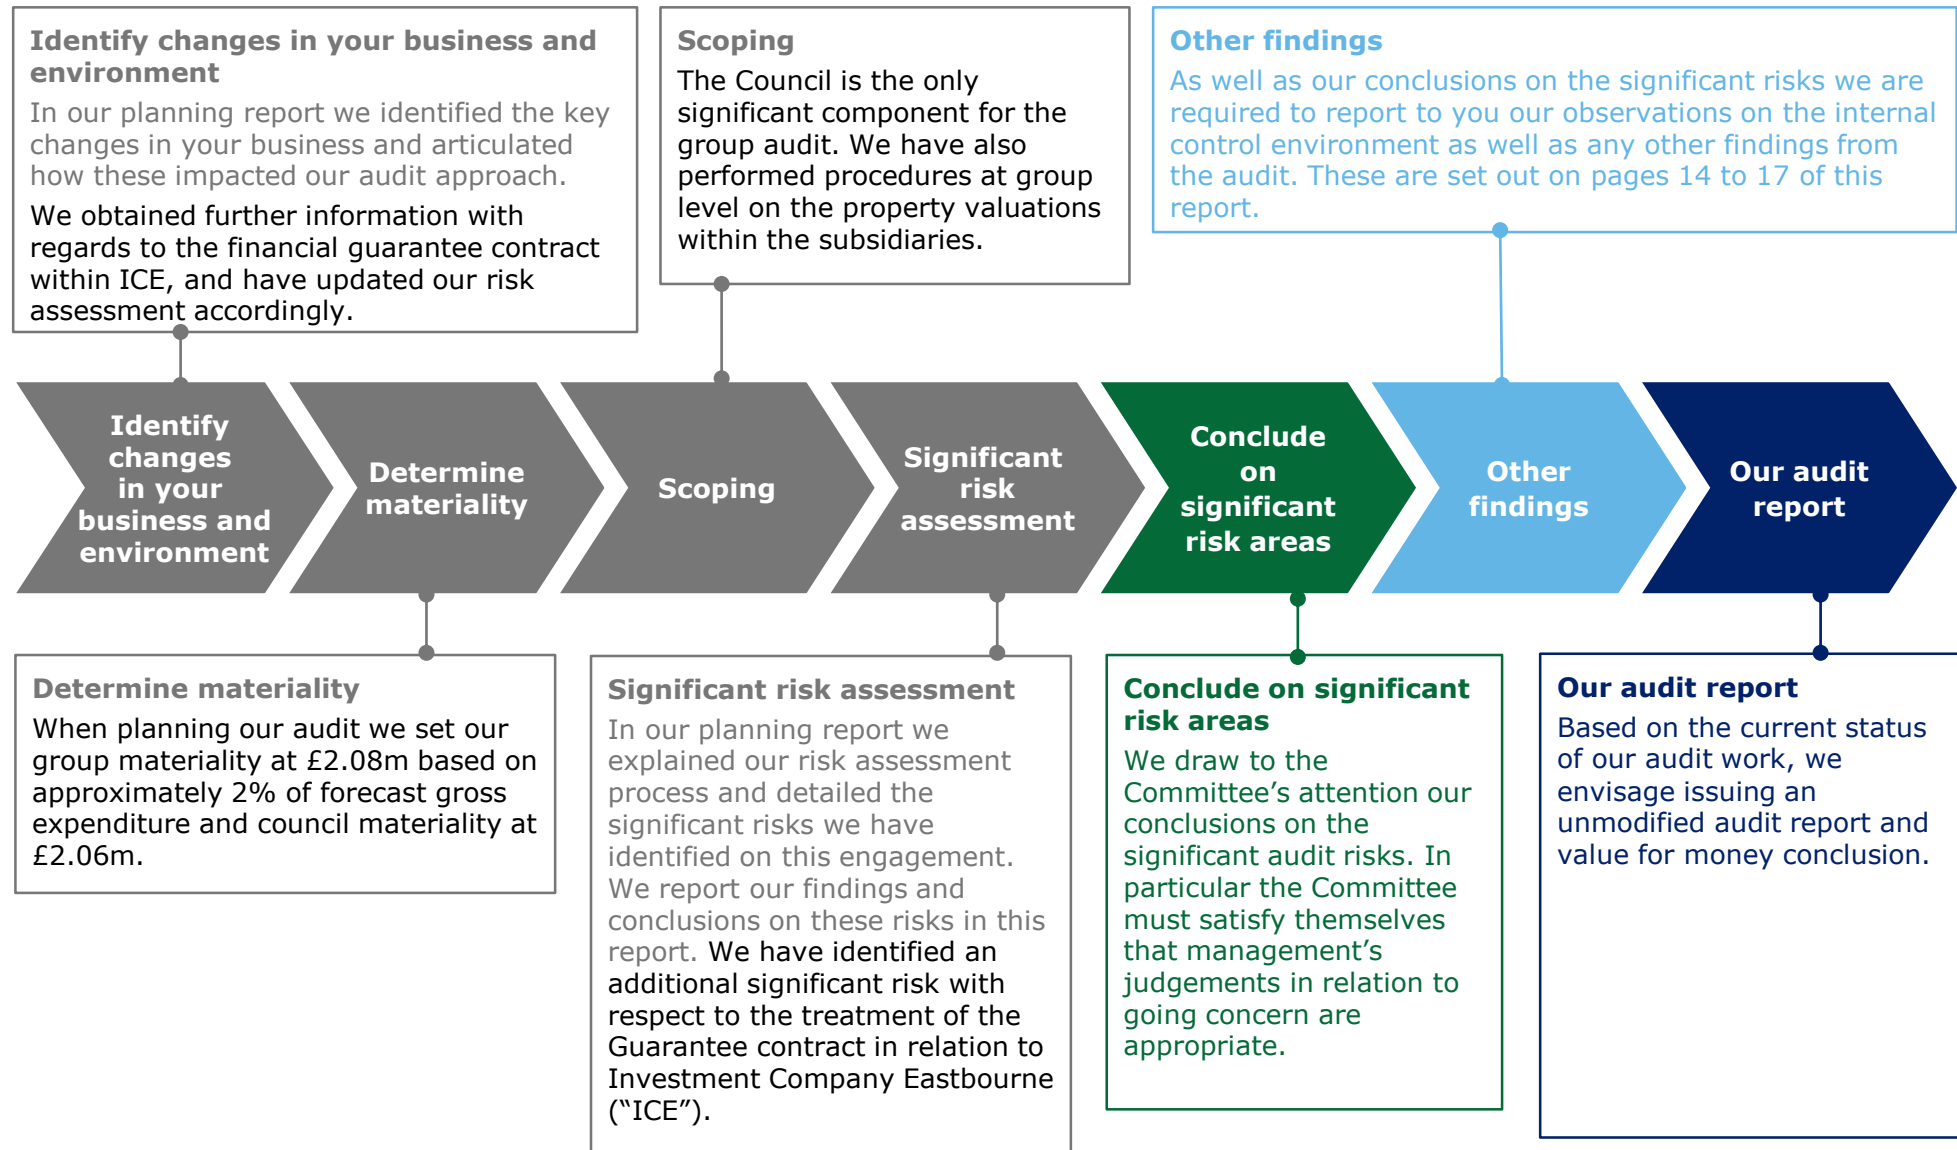 Identify changes in your business and
environment
In our planning report we identified the key
changes in your business and articulated
how these impacted our audit approach.
We obtained further information with
regards to the financial guarantee contract
within ICE, and have updated our risk
assessment accordingly.
Scoping
The Council is the only
significant component for the
group audit. We have also
performed procedures at group
level on the property valuations
within the subsidiaries.
Other findings
As well as our conclusions on the significant risks we are
required to report to you our observations on the internal
control environment as well as any other findings from
the audit. These are set out on pages 14 to 17 of this
report.
Identify
changes
in your
business and
environment
Determine
materiality
Scoping
Significant
risk
assessment
Conclude
on
significant
risk areas
Other
findings
Our audit
report
Determine materiality
When planning our audit we set our
group materiality at £2.08m based on
approximately 2% of forecast gross
expenditure and council materiality at
£2.06m.
Significant risk assessment
In our planning report we
explained our risk assessment
process and detailed the
significant risks we have
identified on this engagement.
We report our findings and
conclusions on these risks in this
report. We have identified an
additional significant risk with
respect to the treatment of the
Guarantee contract in relation to
Investment Company Eastbourne
(“ICE”).
Conclude on significant
risk areas
We draw to the
Committee’s attention our
conclusions on the
significant audit risks. In
particular the Committee
must satisfy themselves
that management’s
judgements in relation to
going concern are
appropriate.
Our audit report
Based on the current status
of our audit work, we
envisage issuing an
unmodified audit report and
value for money conclusion.